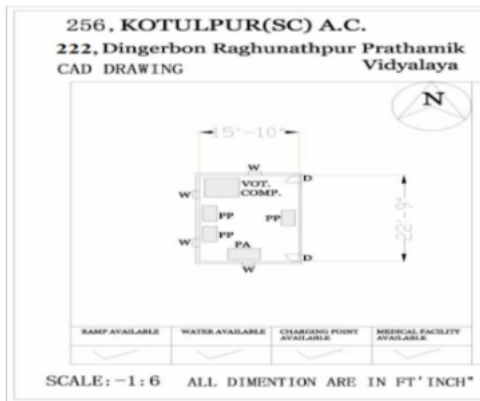 256, KOTULPUR(SC) A.C.
222, Dingerbon Raghunathpur Prathamik
Vidyalaya
CAD DRAWING
N
15'-10"
W
D
VOT.
COMP.
W
PP
PP
PP
22'-9"
W
PA
D
W
RAMP AVAILABLE WATER AVAILABLE CHARGING POINT AVAILABLE MEDICAL FACILITY AVAILABLE
SCALE:-1:6 ALL DIMENTION ARE IN FT'INCH"